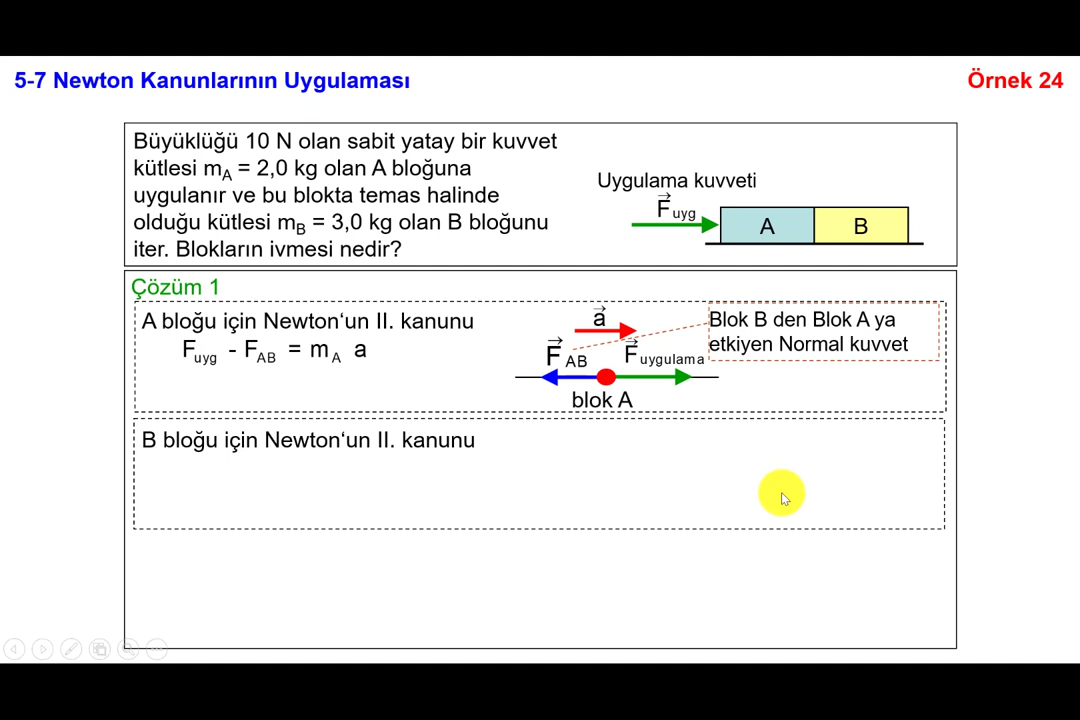 5-7 Newton Kanunlarının Uygulaması
Örnek 24
Büyüklüğü 10 N olan sabit yatay bir kuvvet
kütlesi mA = 2,0 kg olan A bloğuna
uygulanır ve bu blokta temas halinde
olduğu kütlesi mB = 3,0 kg olan B bloğunu
iter. Blokların ivmesi nedir?
Uygulama kuvveti
F uyg
A
B
Çözüm 1
A bloğu için Newton‘un II. kanunu
Fuyg - FAB = mA a
a
F AB
F uygulama
blok A
Blok B den Blok A ya
etkiyen Normal kuvvet
B bloğu için Newton‘un II. kanunu